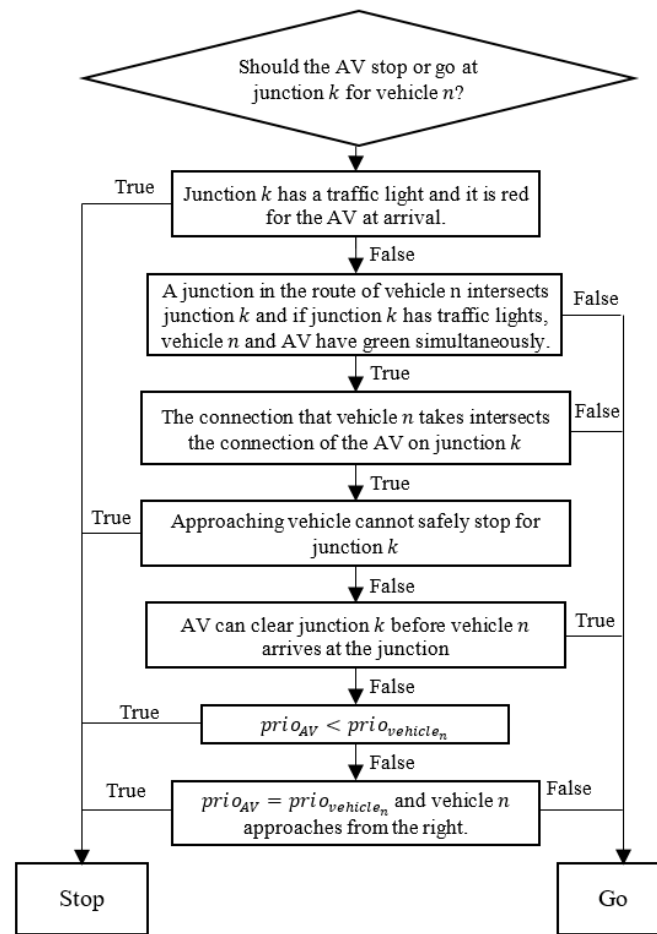 Should the AV stop or go at
junction k for vehicle n?
True
Junction k has a traffic light and it is red
for the AV at arrival.
False
A junction in the route of vehicle n intersects
junction k and if junction k has traffic lights,
vehicle n and AV have green simultaneously.
False
True
The connection that vehicle n takes intersects
the connection of the AV on junction k
False
True
True
Approaching vehicle cannot safely stop for
junction k
False
AV can clear junction k before vehicle n
arrives at the junction
True
False
True
prio_AV < prio_vehicle_n
False
True
prio_AV = prio_vehicle_n and vehicle n
approaches from the right.
False
Stop
Go